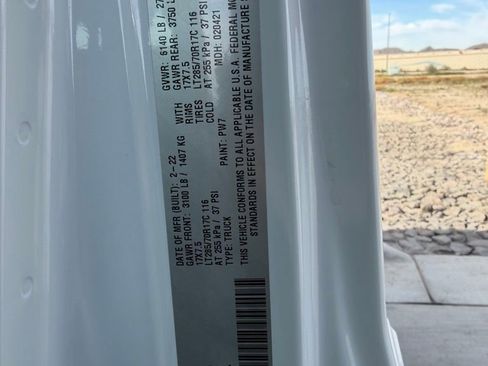 DATE OF MFR (BUILT): 2-22 GVWR: 6140 LB / 27
GAWR FRONT: 3100 LB / 1407 KG WITH GAWR REAR: 3750 L
17X7.5 RIMS 17X7.5
LT285/70R17C 116 TIRES LT285/70R17C 116
AT 255 kPa / 37 PSI COLD AT 255 kPa / 37 PSI
TYPE: TRUCK PAINT: PW7 MDH: 020421
THIS VEHICLE CONFORMS TO ALL APPLICABLE U.S.A. FEDERAL MO
STANDARDS IN EFFECT ON THE DATE OF MANUFACTURE S